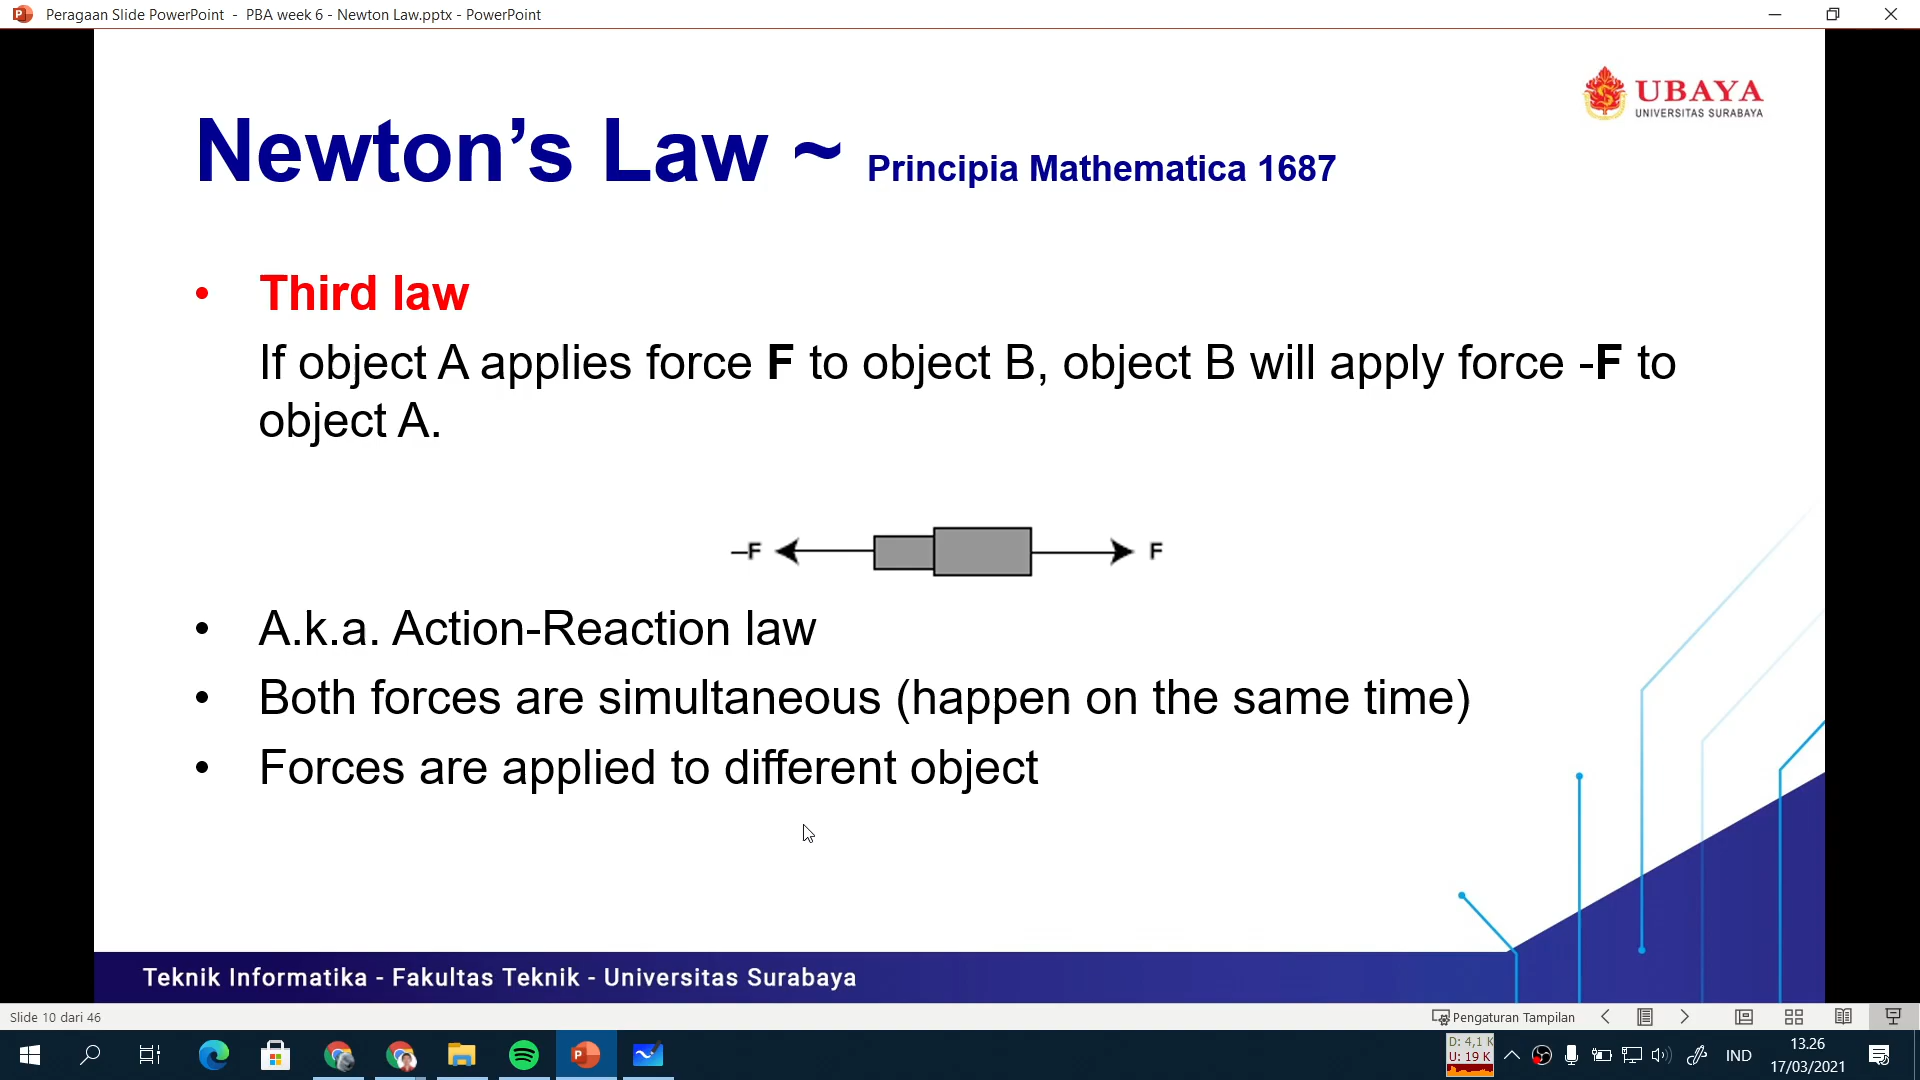 Peragaan Slide PowerPoint - PBA week 6 - Newton Law.pptx - PowerPoint
UBAYA
UNIVERSITAS SURABAYA
Newton’s Law ~ Principia Mathematica 1687
• Third law
If object A applies force F to object B, object B will apply force -F to
object A.
–F F
• A.k.a. Action-Reaction law
• Both forces are simultaneous (happen on the same time)
• Forces are applied to different object
Teknik Informatika - Fakultas Teknik - Universitas Surabaya
Slide 10 dari 46
Pengaturan Tampilan
D: 4,1 K
U: 19 K
IND
13.26
17/03/2021